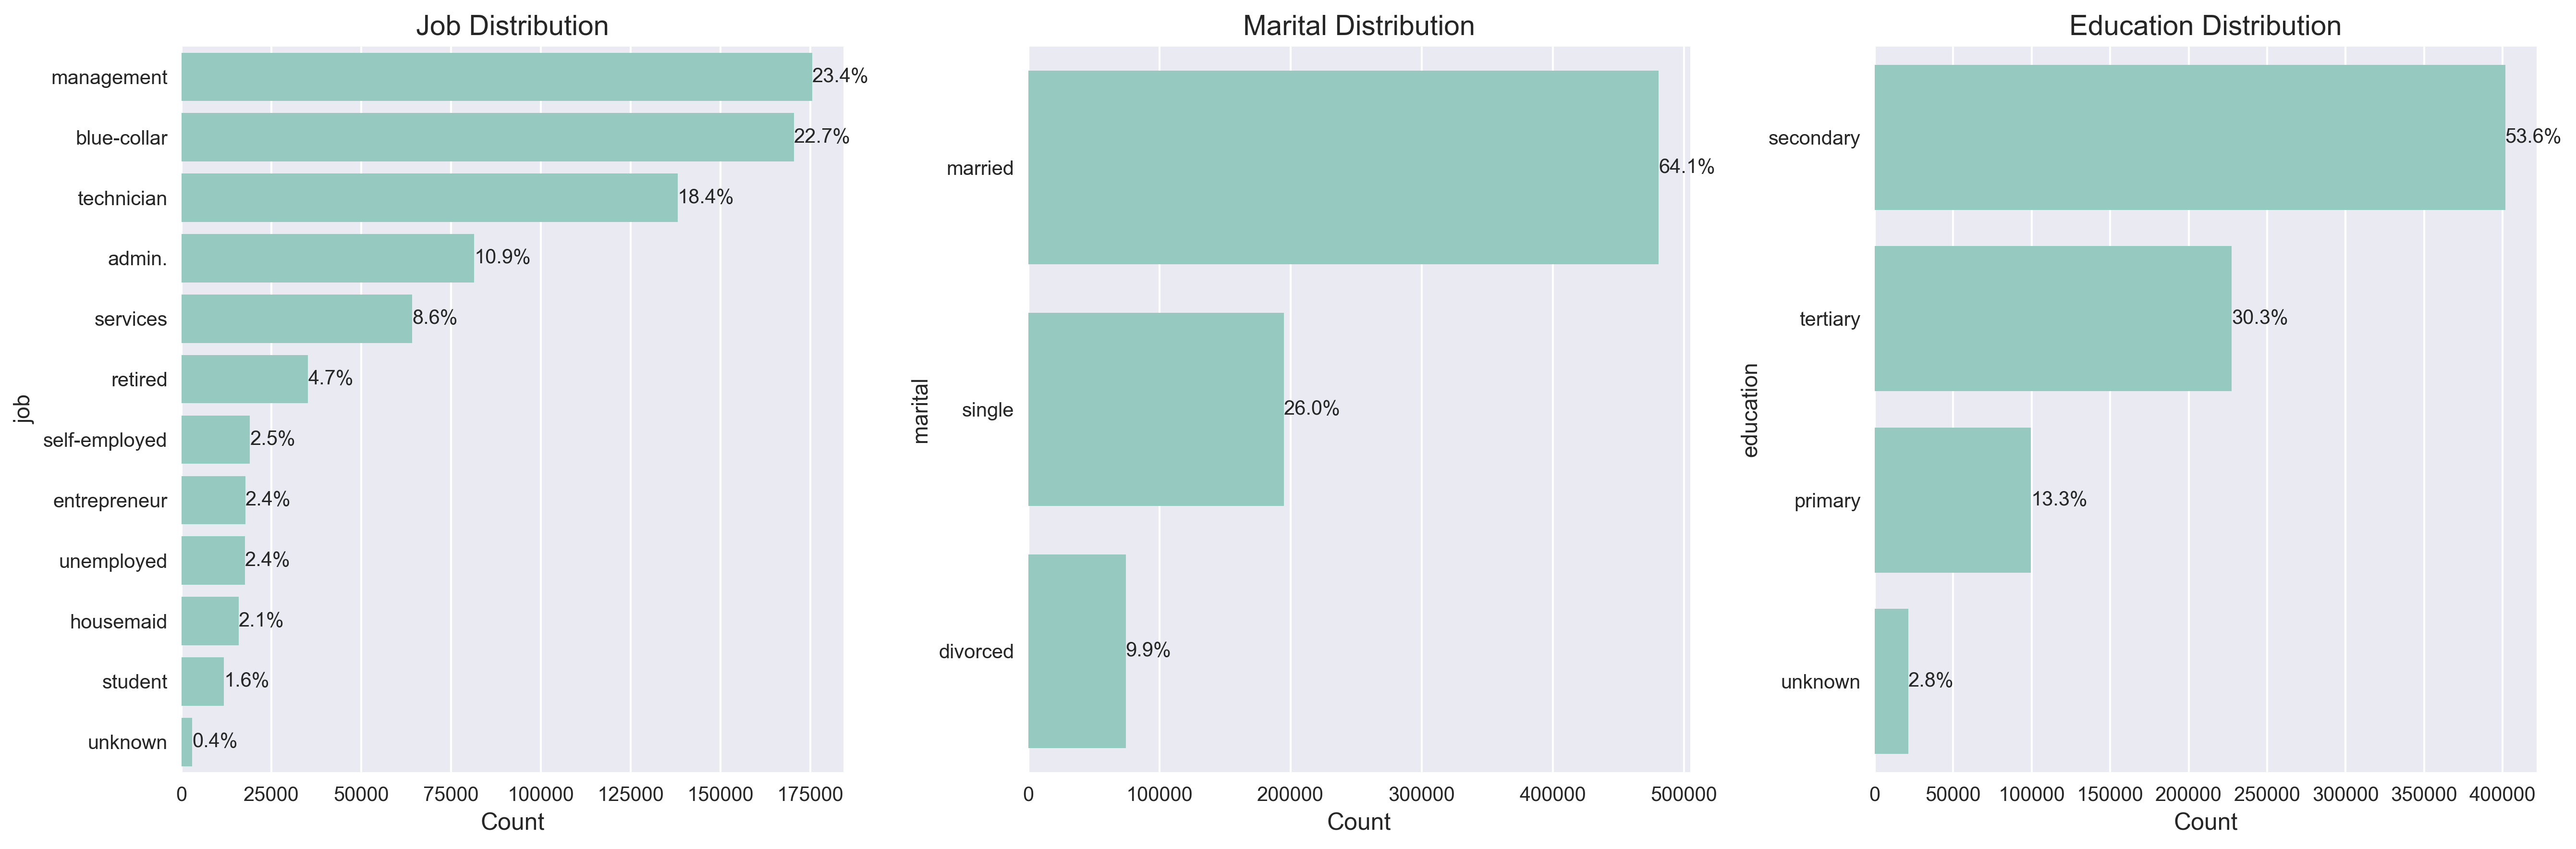 Job Distribution
management
23.4%
blue-collar
22.7%
technician
18.4%
admin.
10.9%
services
8.6%
retired
4.7%
self-employed
2.5%
entrepreneur
2.4%
unemployed
2.4%
housemaid
2.1%
student
1.6%
unknown
0.4%
job
0 25000 50000 75000 100000 125000 150000 175000
Count
Marital Distribution
married
64.1%
single
26.0%
divorced
9.9%
marital
0 100000 200000 300000 400000 500000
Count
Education Distribution
secondary
53.6%
tertiary
30.3%
primary
13.3%
unknown
2.8%
education
0 50000 100000 150000 200000 250000 300000 350000 400000
Count